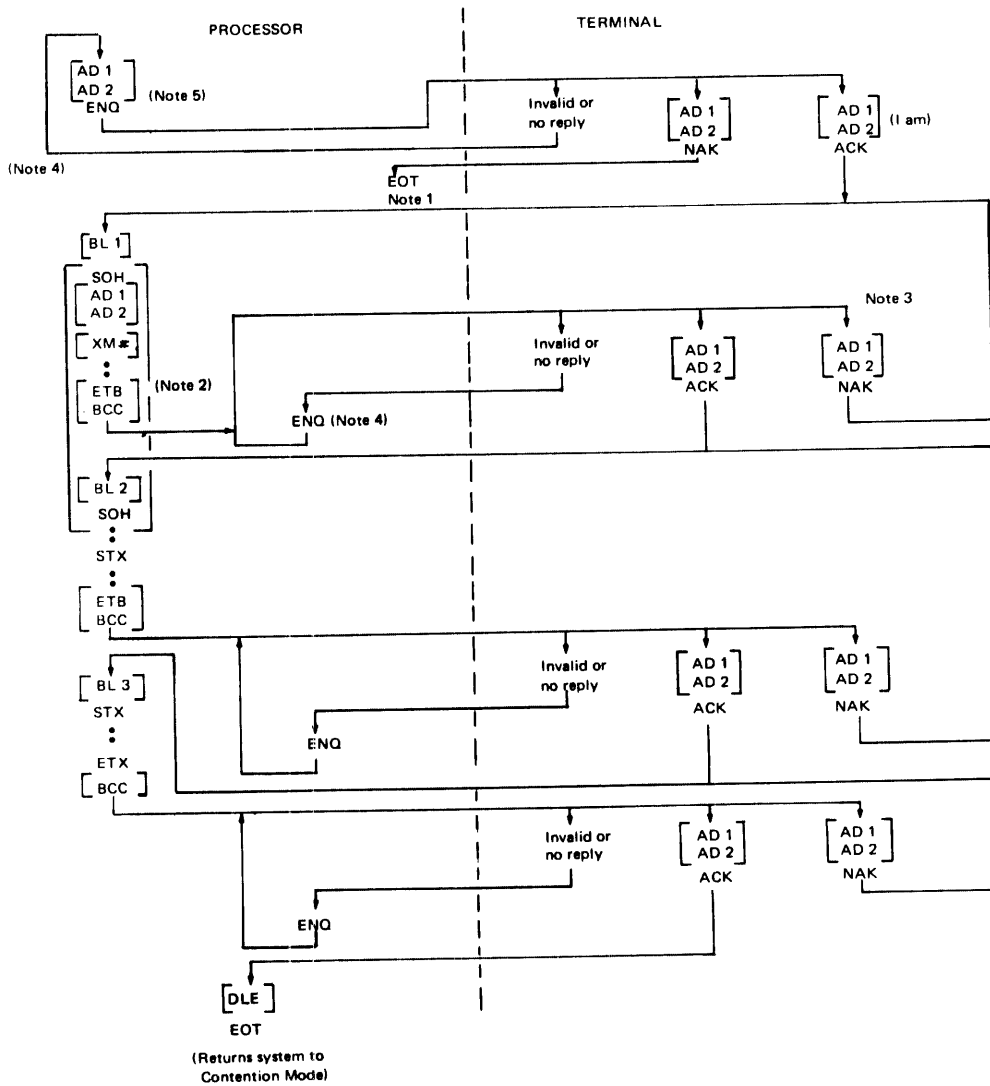 PROCESSOR
TERMINAL
[AD 1
AD 2]
ENQ
(Note 5)
Invalid or
no reply
[AD 1
AD 2]
NAK
[AD 1
AD 2]
ACK
(I am)
(Note 4)
EOT
Note 1
[BL 1]
SOH
[AD 1
AD 2]
[XM#]
[ETB
BCC]
(Note 2)
Invalid or
no reply
[AD 1
AD 2]
ACK
Note 3
[AD 1
AD 2]
NAK
ENQ (Note 4)
[BL 2]
SOH
STX
[ETB
BCC]
Invalid or
no reply
[AD 1
AD 2]
ACK
[AD 1
AD 2]
NAK
[BL 3]
STX
ETX
[BCC]
ENQ
Invalid or
no reply
[AD 1
AD 2]
ACK
[AD 1
AD 2]
NAK
ENQ
[DLE]
EOT
(Returns system to
Contention Mode)